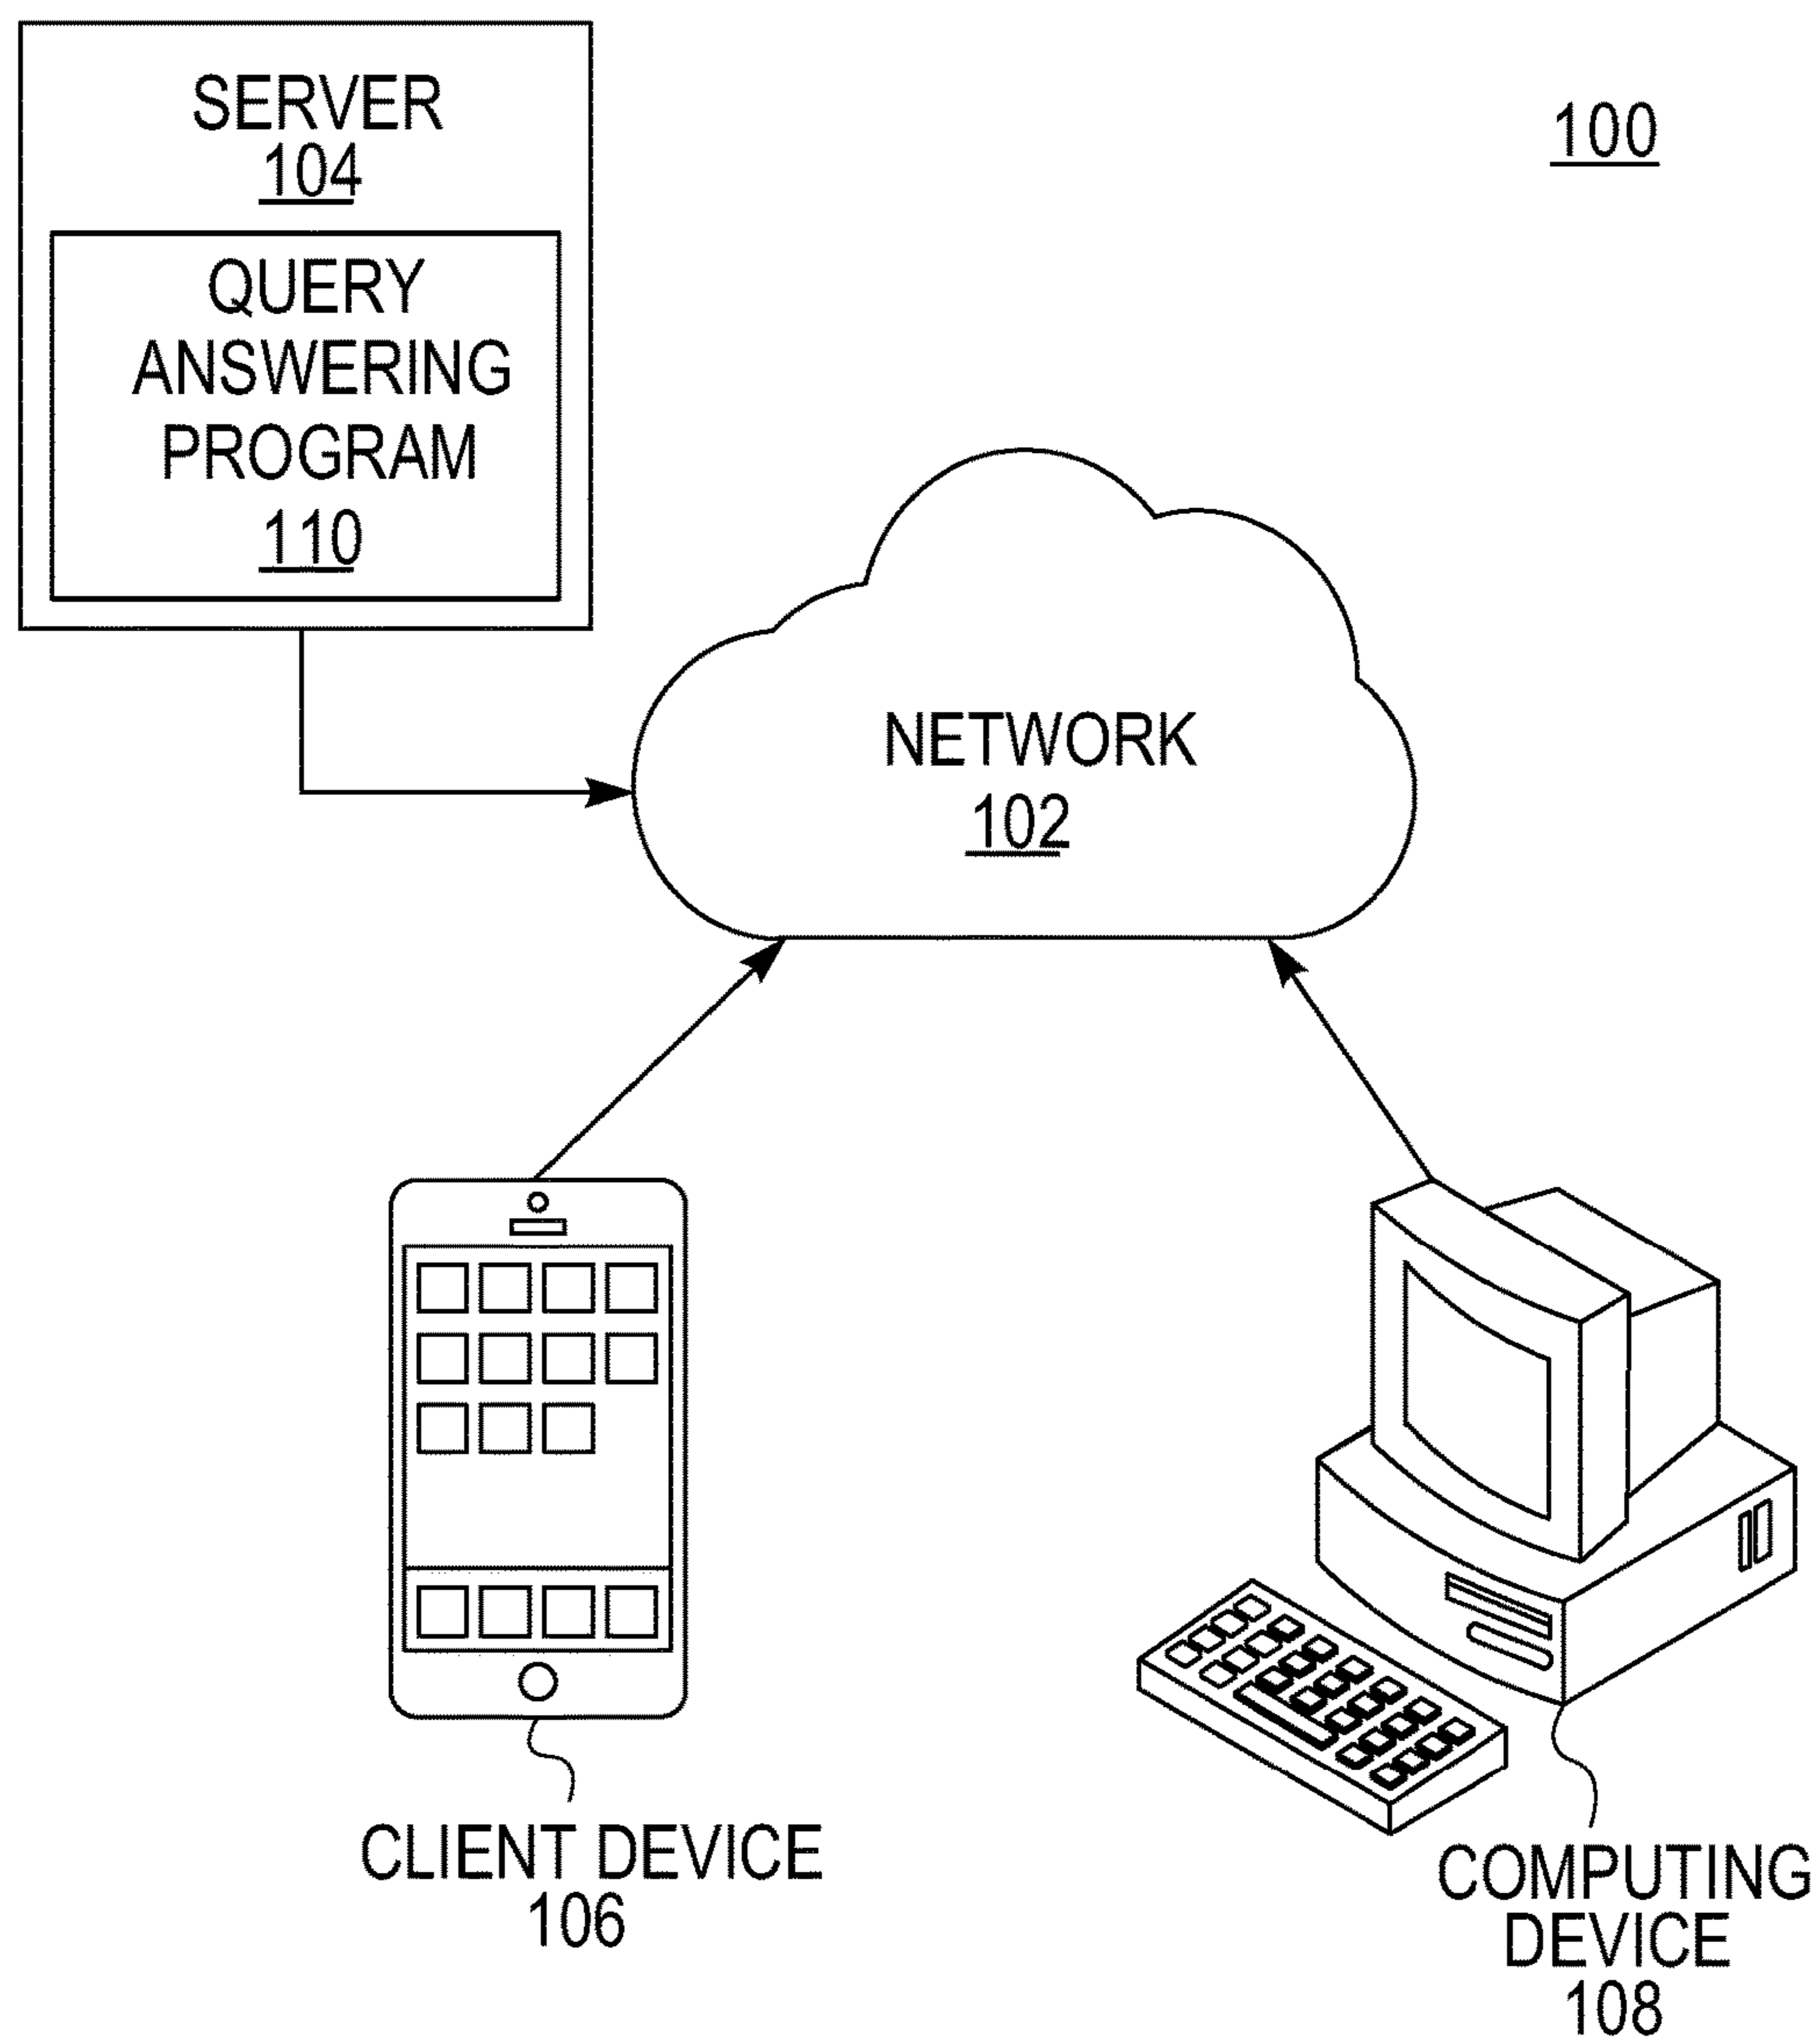 SERVER
104
QUERY
ANSWERING
PROGRAM
110
100
NETWORK
102
CLIENT DEVICE
106
COMPUTING
DEVICE
108